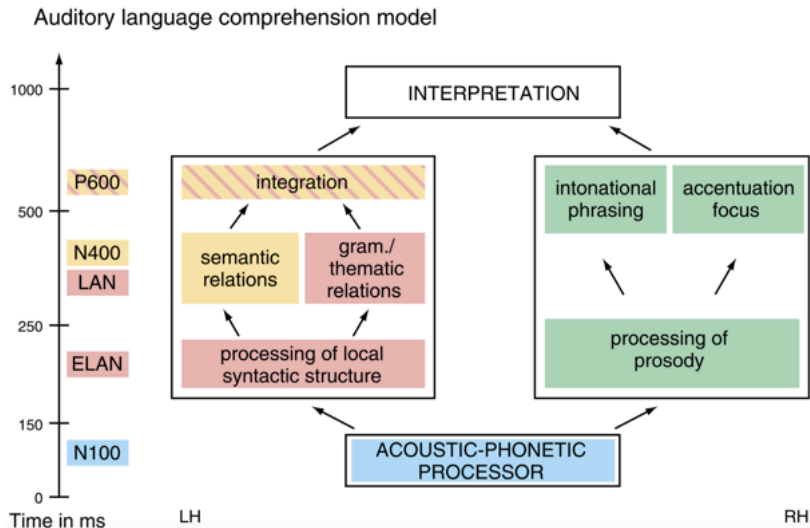 Auditory language comprehension model
1000
INTERPRETATION
P600
integration
intonational
phrasing
accentuation
focus
500
N400
semantic
relations
gram./
thematic
relations
LAN
250
processing of local
syntactic structure
processing of
prosody
ELAN
150
N100
ACOUSTIC-PHONETIC
PROCESSOR
0
Time in ms
LH
RH